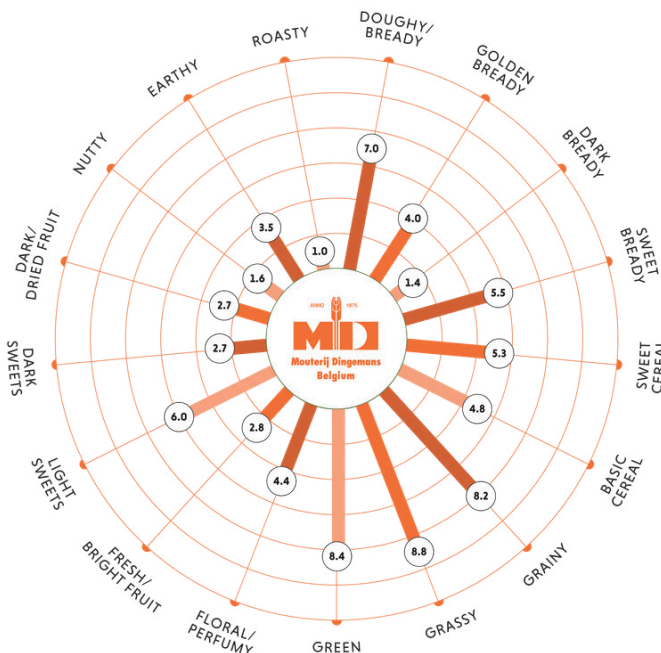 DOUGHY/
BREADY
GOLDEN
BREADY
DARK
BREADY
SWEET
BREADY
SWEET
CEREAL
BASIC
CEREAL
GRAINY
GRASSY
GREEN
FLORAL/
PERFUMY
FRESH/
BRIGHT FRUIT
LIGHT
SWEETS
DARK
SWEETS
DARK/
DRIED FRUIT
NUTTY
EARTHY
ROASTY
7.0
4.0
1.4
5.5
5.3
4.8
8.2
8.8
8.4
4.4
2.8
6.0
2.7
2.7
1.6
3.5
1.0
ANNO 1875
MD
Mouterij Dingemans
Belgium